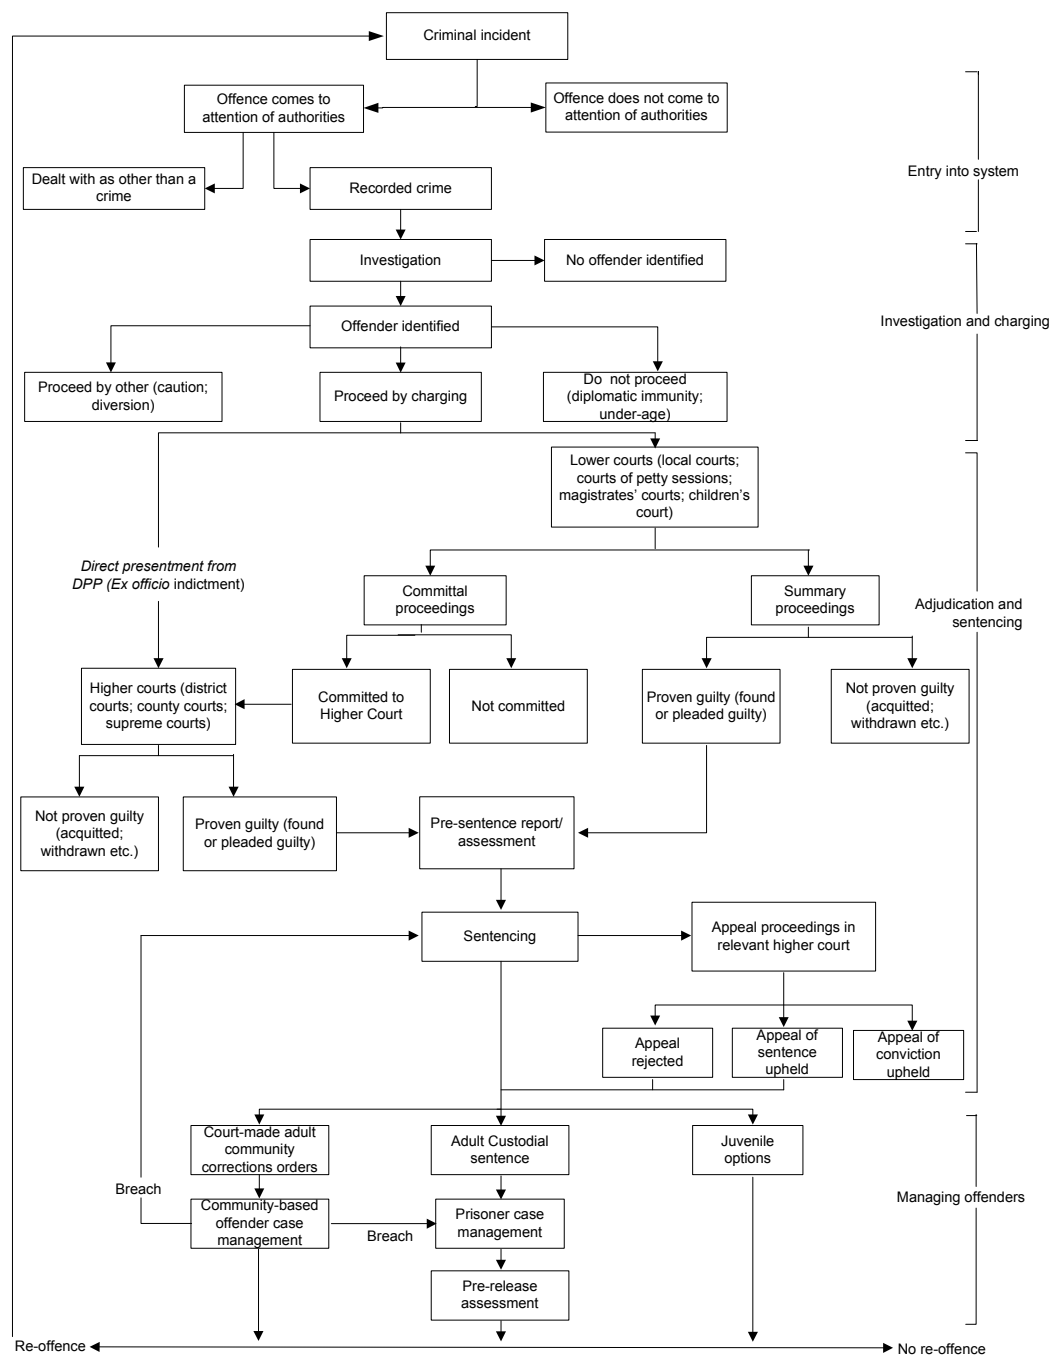 Criminal incident
Offence comes to
attention of authorities
Offence does not come to
attention of authorities
Entry into system
Dealt with as other than a
crime
Recorded crime
Investigation
No offender identified
Investigation and charging
Offender identified
Proceed by other (caution;
diversion)
Proceed by charging
Do not proceed
(diplomatic immunity;
under-age)
Lower courts (local courts;
courts of petty sessions;
magistrates' courts; children's
court)
Direct presentment from
DPP (Ex officio indictment)
Committal
proceedings
Summary
proceedings
Adjudication and
sentencing
Higher courts (district
courts; county courts;
supreme courts)
Committed to
Higher Court
Not committed
Proven guilty (found
or pleaded guilty)
Not proven guilty
(acquitted;
withdrawn etc.)
Not proven guilty
(acquitted;
withdrawn etc.)
Proven guilty (found
or pleaded guilty)
Pre-sentence report/
assessment
Sentencing
Appeal proceedings in
relevant higher court
Appeal
rejected
Appeal of
sentence
upheld
Appeal of
conviction
upheld
Court-made adult
community
corrections orders
Adult Custodial
sentence
Juvenile
options
Breach
Managing offenders
Community-based
offender case
management
Breach
Prisoner case
management
Pre-release
assessment
Re-offence
No re-offence